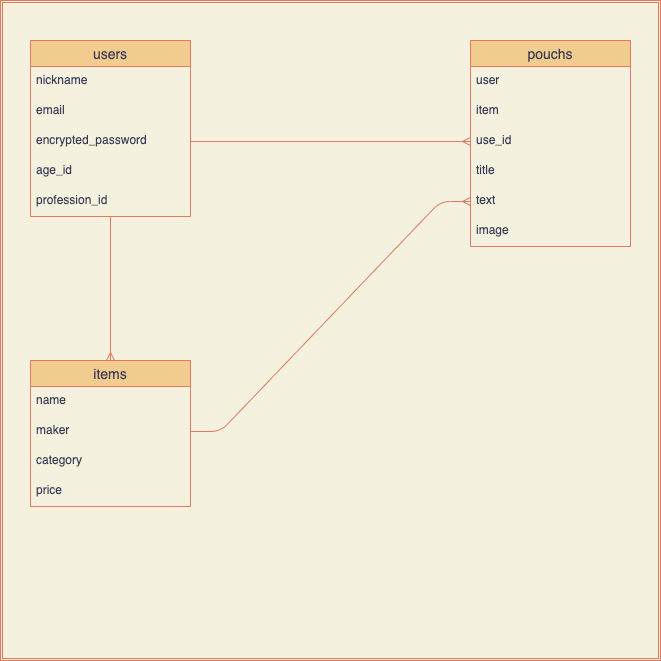 users
nickname
email
encrypted_password
age_id
profession_id
pouchs
user
item
use_id
title
text
image
items
name
maker
category
price